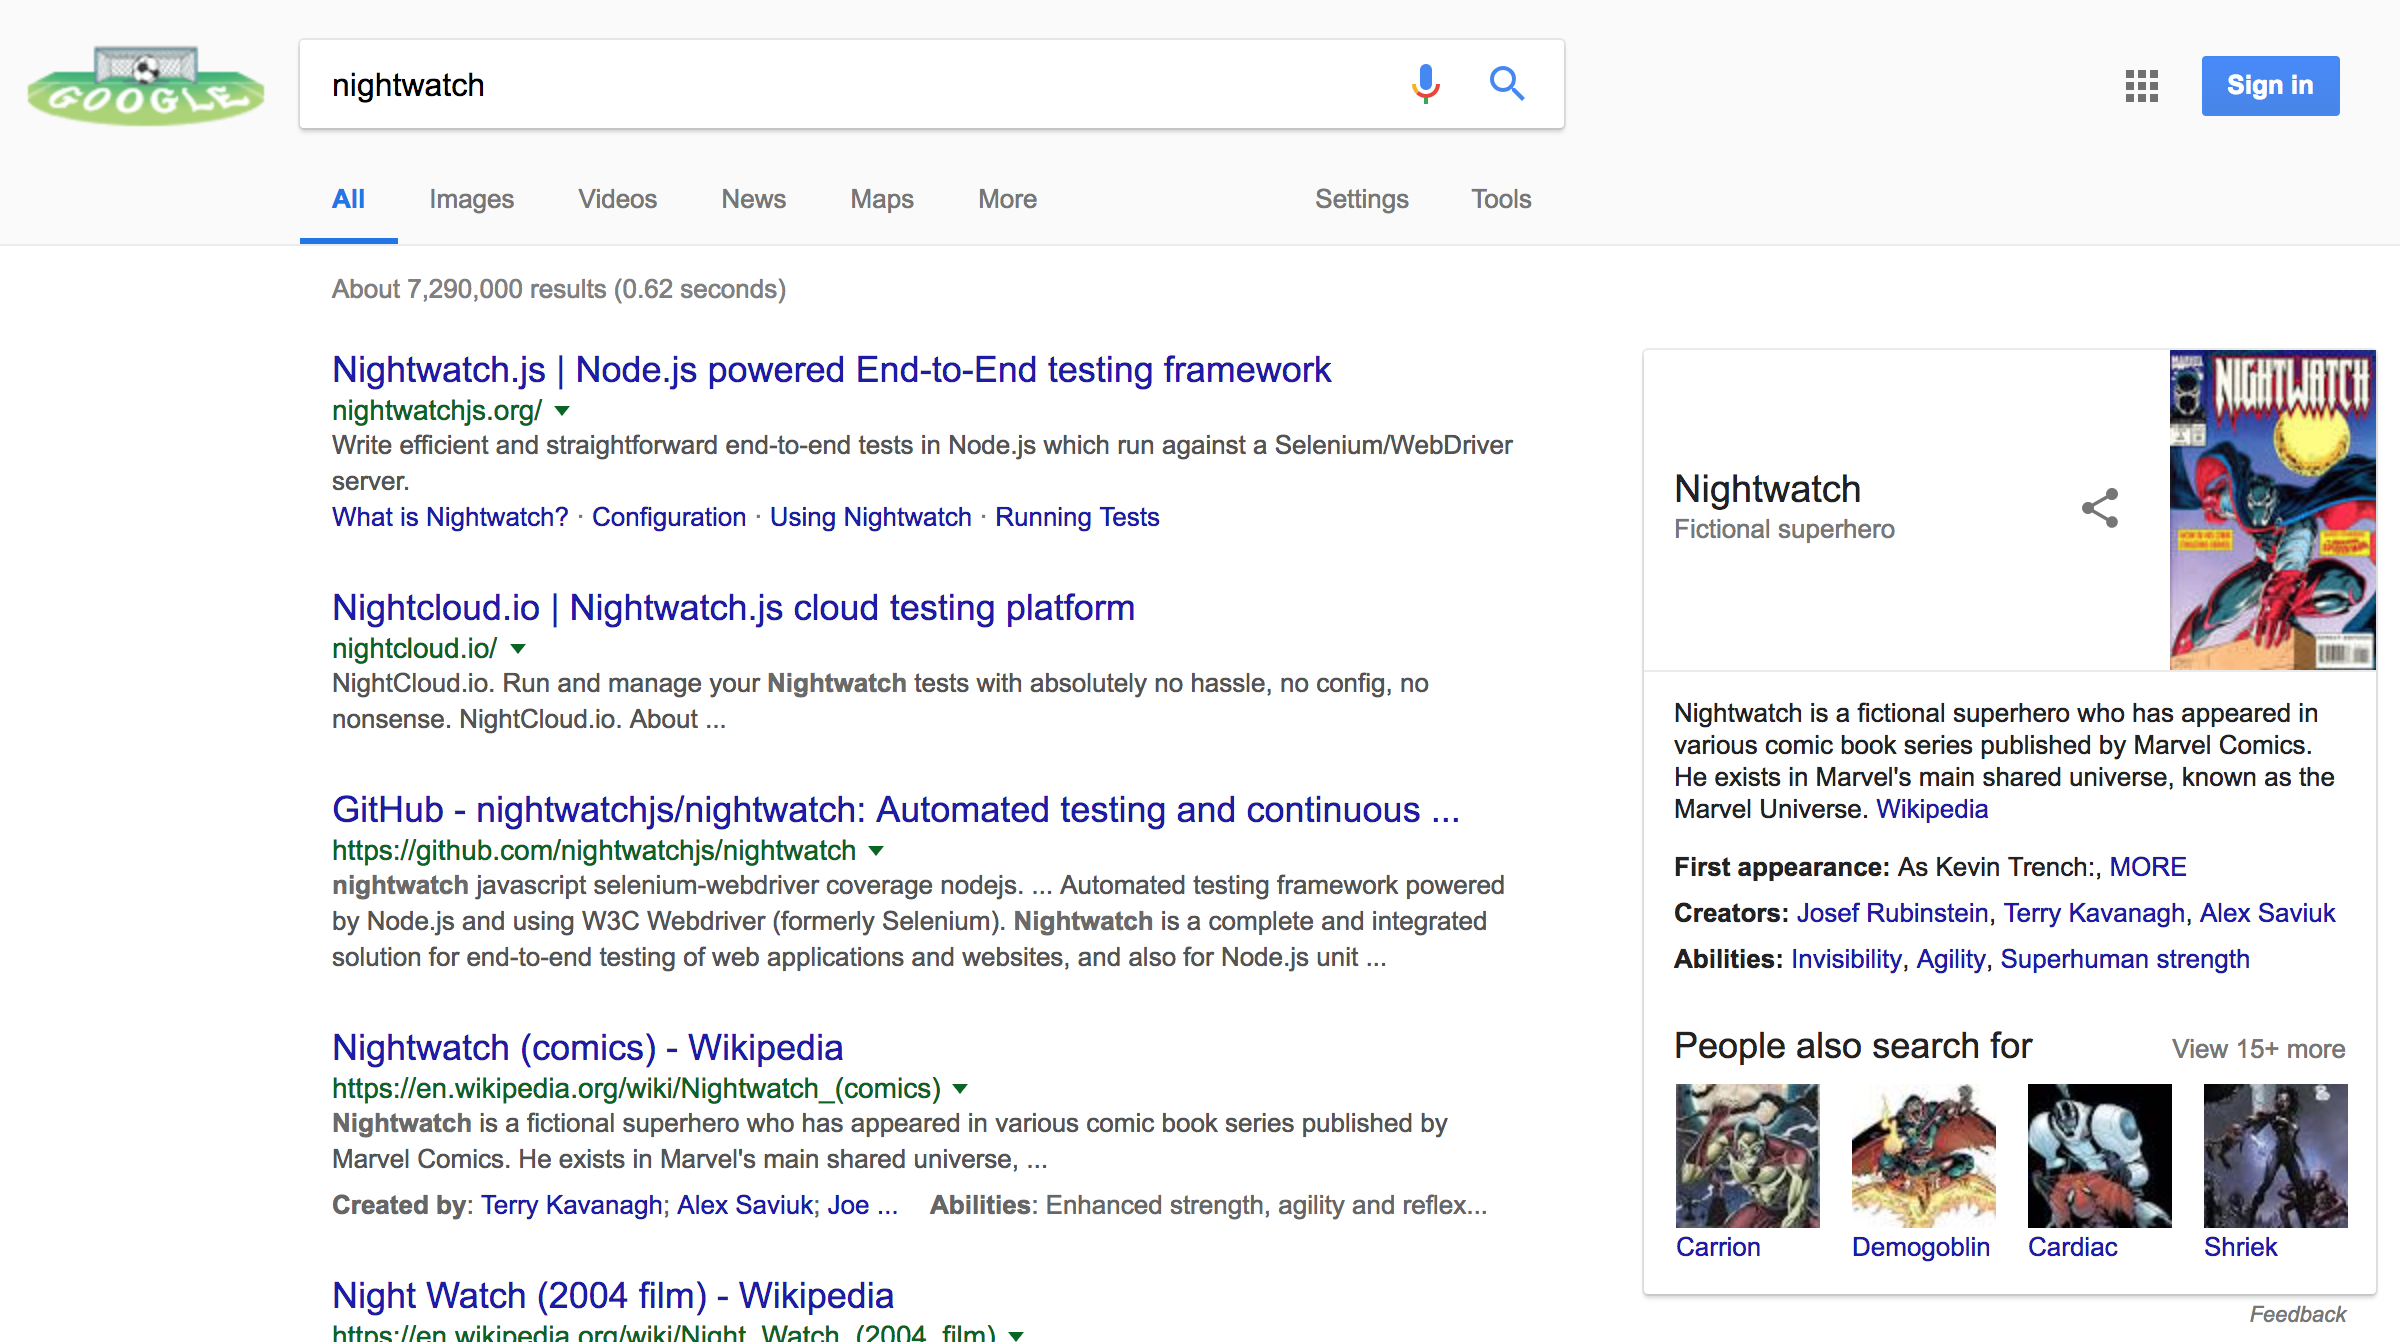 GOOGLE
nightwatch
Sign in
All Images Videos News Maps More Settings Tools
About 7,290,000 results (0.62 seconds)
Nightwatch.js | Node.js powered End-to-End testing framework
nightwatchjs.org/
Write efficient and straightforward end-to-end tests in Node.js which run against a Selenium/WebDriver
server.
What is Nightwatch? · Configuration · Using Nightwatch · Running Tests
Nightcloud.io | Nightwatch.js cloud testing platform
nightcloud.io/
NightCloud.io. Run and manage your Nightwatch tests with absolutely no hassle, no config, no
nonsense. NightCloud.io. About ...
GitHub - nightwatchjs/nightwatch: Automated testing and continuous ...
https://github.com/nightwatchjs/nightwatch
nightwatch javascript selenium-webdriver coverage nodejs. ... Automated testing framework powered
by Node.js and using W3C Webdriver (formerly Selenium). Nightwatch is a complete and integrated
solution for end-to-end testing of web applications and websites, and also for Node.js unit ...
Nightwatch (comics) - Wikipedia
https://en.wikipedia.org/wiki/Nightwatch_(comics)
Nightwatch is a fictional superhero who has appeared in various comic book series published by
Marvel Comics. He exists in Marvel's main shared universe, ...
Created by: Terry Kavanagh; Alex Saviuk; Joe ... Abilities: Enhanced strength, agility and reflex...
Night Watch (2004 film) - Wikipedia
https://en.wikipedia.org/wiki/Night_Watch_(2004_film)
Nightwatch
Fictional superhero
MARVEL
NIGHTWATCH
Nightwatch is a fictional superhero who has appeared in
various comic book series published by Marvel Comics.
He exists in Marvel's main shared universe, known as the
Marvel Universe. Wikipedia
First appearance: As Kevin Trench:, MORE
Creators: Josef Rubinstein, Terry Kavanagh, Alex Saviuk
Abilities: Invisibility, Agility, Superhuman strength
People also search for View 15+ more
Carrion Demogoblin Cardiac Shriek
Feedback